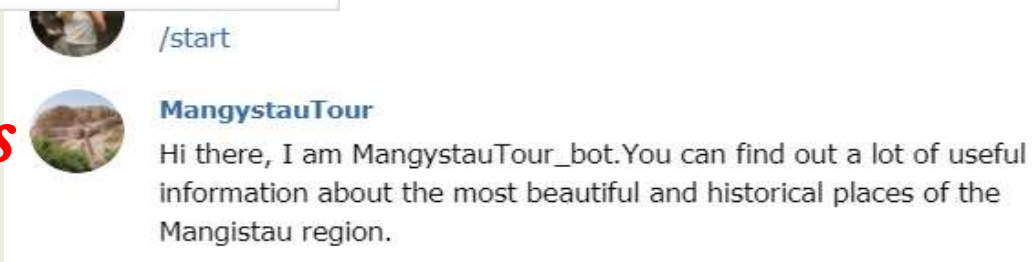 /start
MangystauTour
s
Hi there, I am MangystauTour_bot.You can find out a lot of useful
information about the most beautiful and historical places of the
Mangistau region.